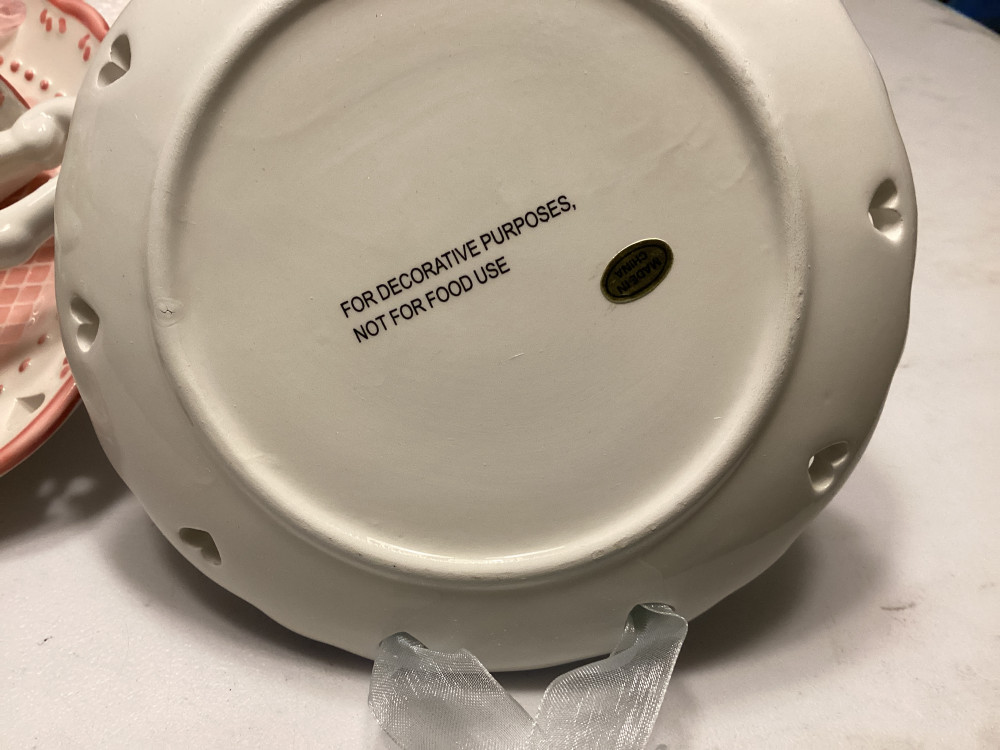 FOR DECORATIVE PURPOSES,
NOT FOR FOOD USE
MADE IN
CHINA